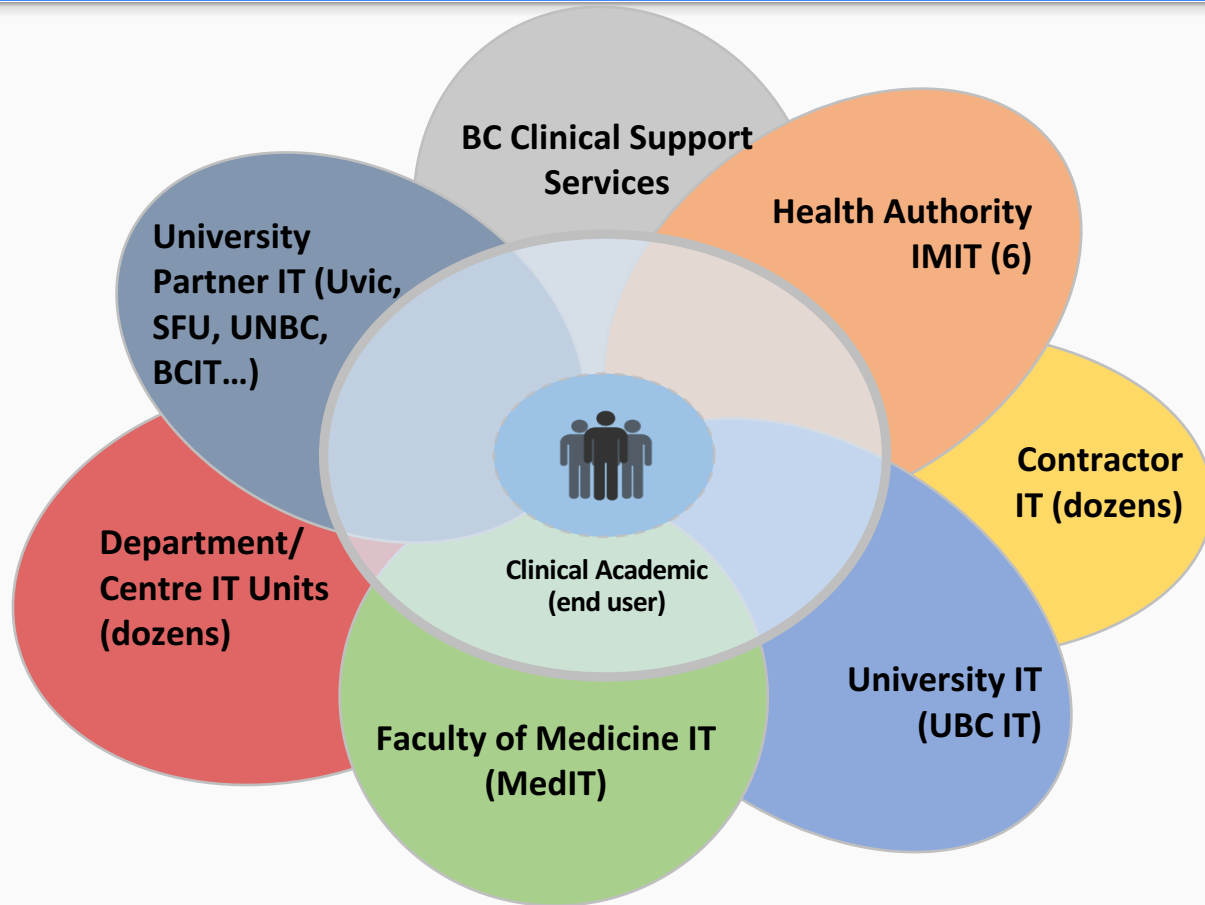 BC Clinical Support
Services
Health Authority
IMIT (6)
University
Partner IT (Uvic,
SFU, UNBC,
BCIT...)
Contractor
IT (dozens)
Department/
Centre IT Units
(dozens)
Clinical Academic
(end user)
University IT
(UBC IT)
Faculty of Medicine IT
(MedIT)